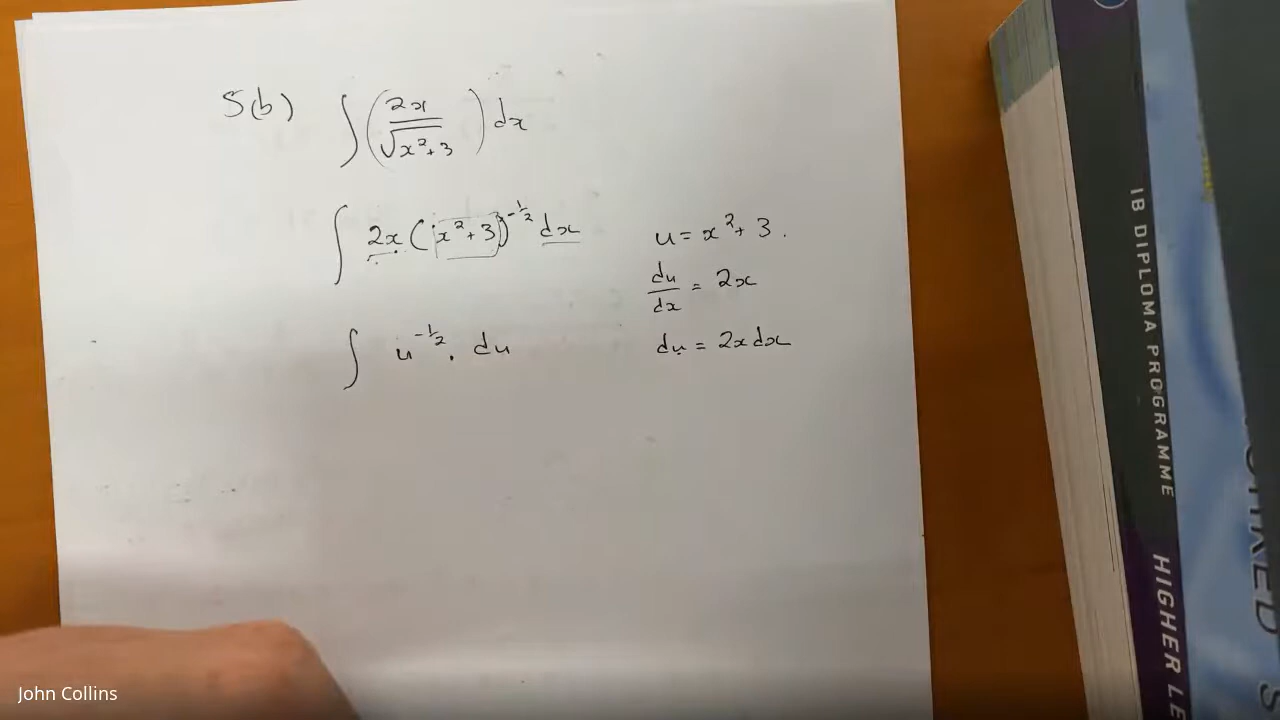 5(b) ∫ (2x/√(x²+3)) dx
∫ 2x (x²+3)^(-1/2) dx
u = x² + 3.
du/dx = 2x
∫ u^(-1/2) . du
du = 2x dx
IB DIPLOMA PROGRAMME
HIGHER LE
John Collins